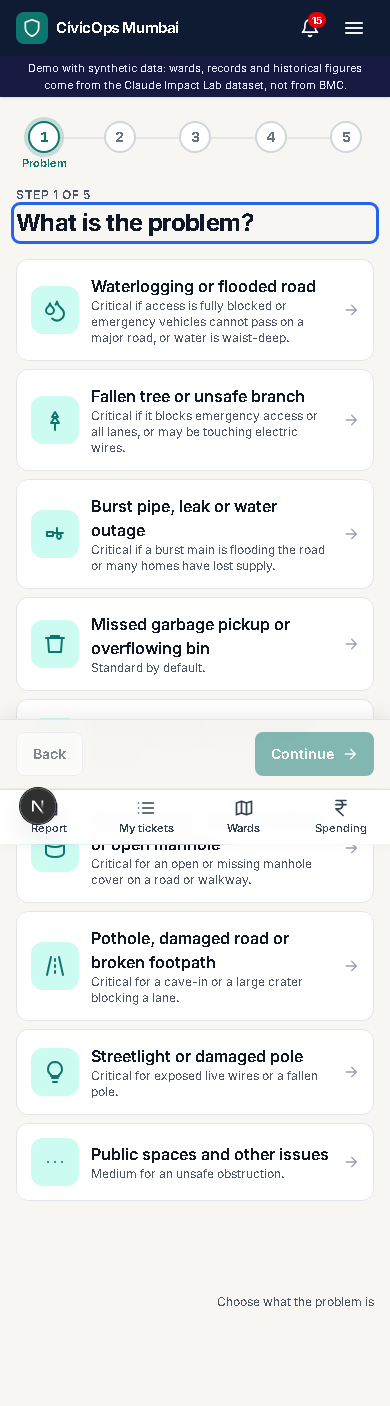 CivicOps Mumbai
15
Demo with synthetic data: wards, records and historical figures
come from the Claude Impact Lab dataset, not from BMC.
1
2
3
4
5
Problem
STEP 1 OF 5
What is the problem?
Waterlogging or flooded road
Critical if access is fully blocked or
emergency vehicles cannot pass on a
major road, or water is waist-deep.
Fallen tree or unsafe branch
Critical if it blocks emergency access or
all lanes, or may be touching electric
wires.
Burst pipe, leak or water
outage
Critical if a burst main is flooding the road
or many homes have lost supply.
Missed garbage pickup or
overflowing bin
Standard by default.
Back
Continue
N
Report
My tickets
Wards
Spending
or open manhole
Critical for an open or missing manhole
cover on a road or walkway.
Pothole, damaged road or
broken footpath
Critical for a cave-in or a large crater
blocking a lane.
Streetlight or damaged pole
Critical for exposed live wires or a fallen
pole.
Public spaces and other issues
Medium for an unsafe obstruction.
Choose what the problem is